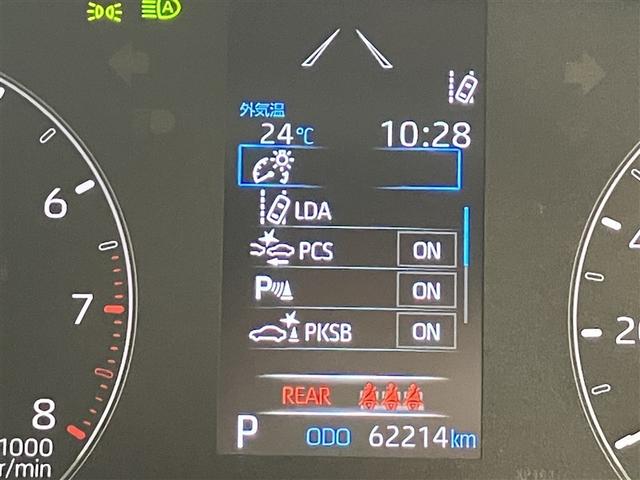 外気温
24℃ 10:28
LDA
PCS ON
P ON
PKSB ON
REAR
P ODO 62214km
6
7
8
1000
r/min